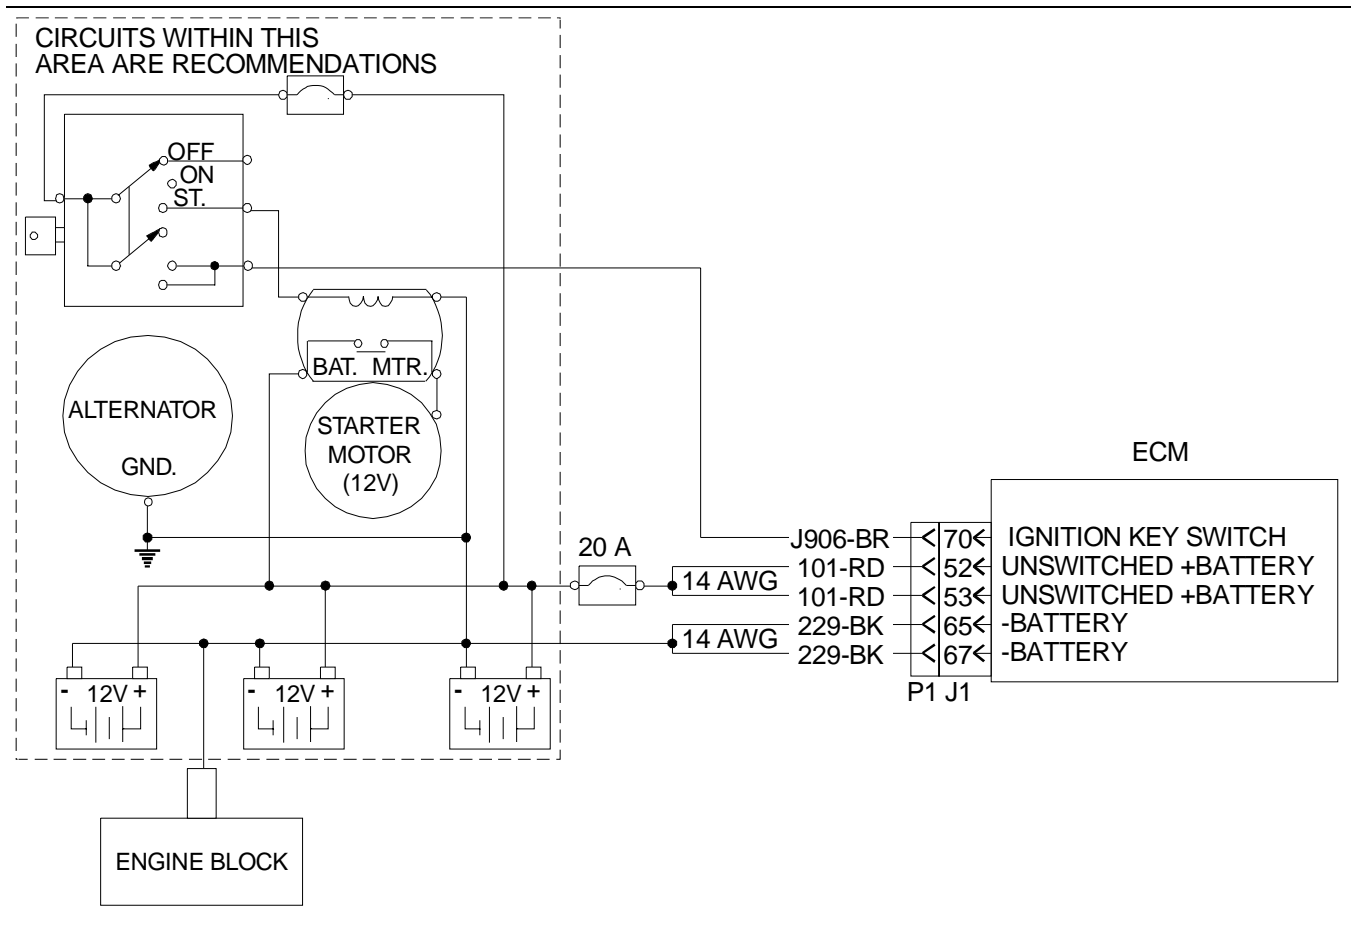 CIRCUITS WITHIN THIS
AREA ARE RECOMMENDATIONS
OFF
ON
ST.
BAT. MTR.
ALTERNATOR
GND.
STARTER
MOTOR
(12V)
ECM
20 A
14 AWG
14 AWG
J906-BR 70 IGNITION KEY SWITCH
101-RD 52 UNSWITCHED +BATTERY
101-RD 53 UNSWITCHED +BATTERY
229-BK 65 -BATTERY
229-BK 67 -BATTERY
P1 J1
- 12V +
- 12V +
- 12V +
ENGINE BLOCK